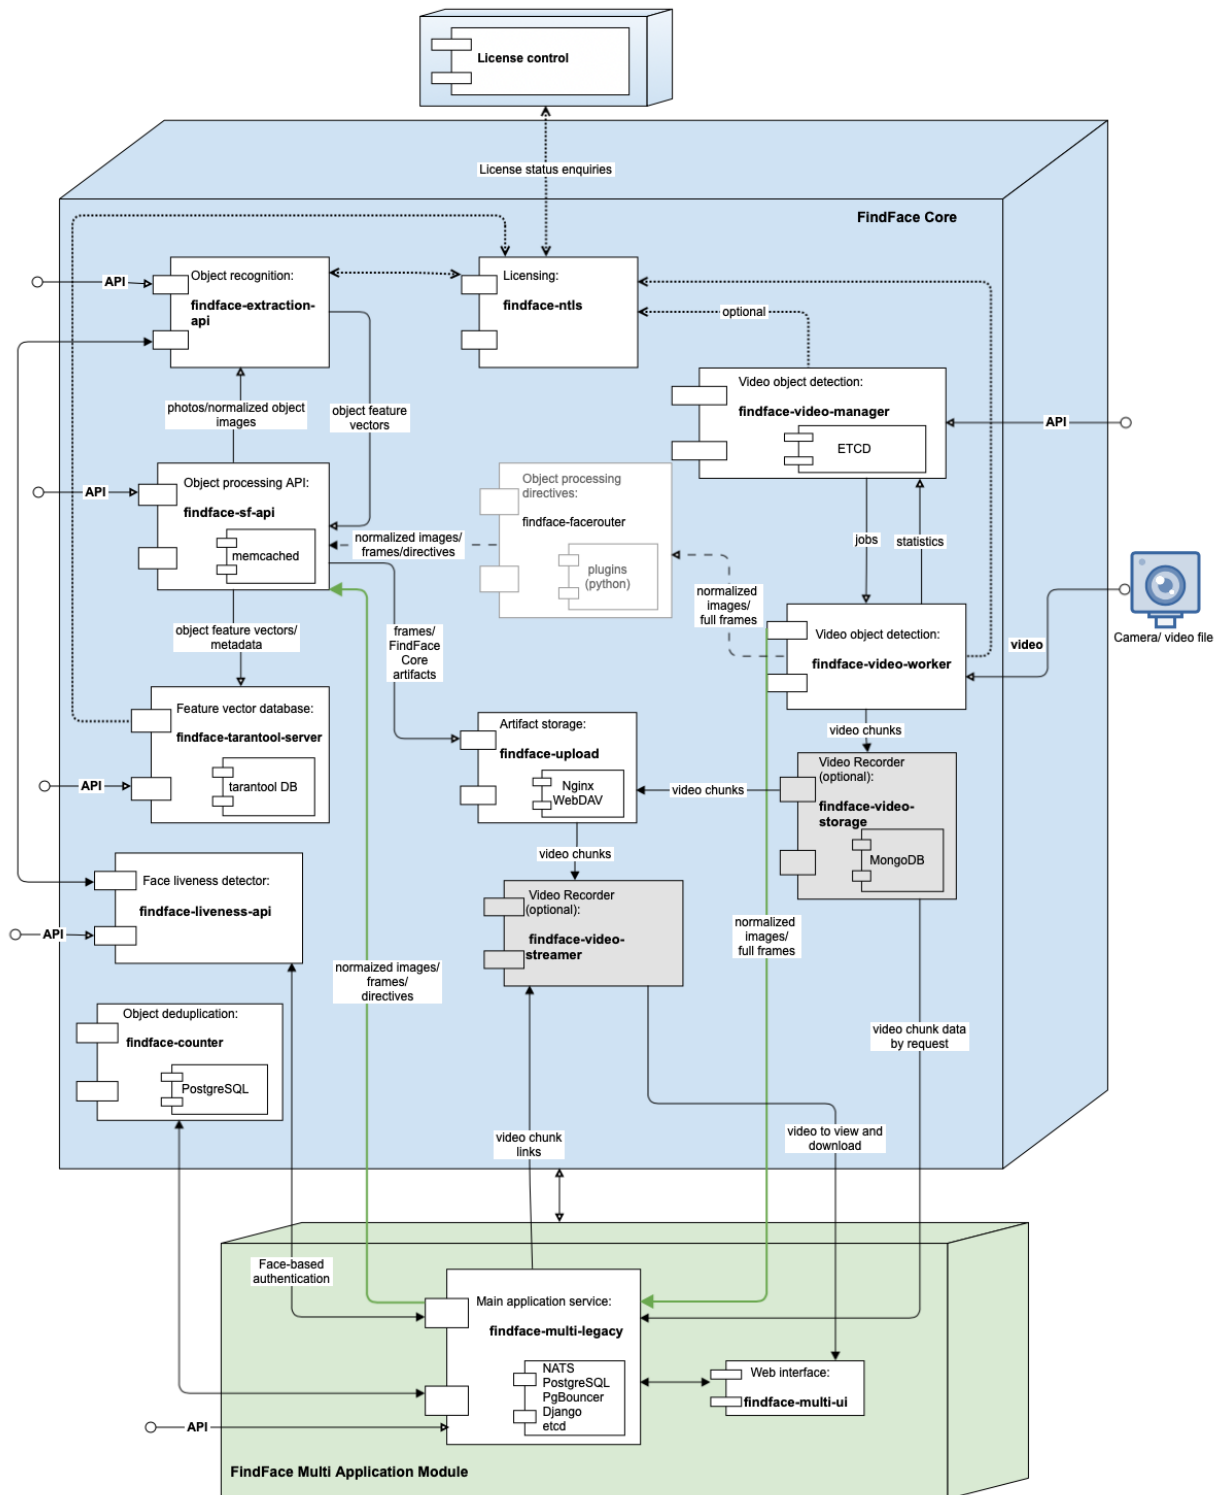 License control
License status enquiries
FindFace Core
API
Object recognition:
findface-extraction-
api
Licensing:
findface-ntls
optional
Video object detection:
findface-video-manager
ETCD
API
photos/normalized object
images
object feature
vectors
API
Object processing API:
findface-sf-api
memcached
normalized images/
frames/directives
Object processing
directives:
findface-facerouter
plugins
(python)
jobs
statistics
normalized
images/
full frames
Camera/ video file
video
Video object detection:
findface-video-worker
object feature vectors/
metadata
frames/
FindFace
Core
artifacts
Feature vector database:
findface-tarantool-server
tarantool DB
API
Artifact storage:
findface-upload
Nginx
WebDAV
video chunks
video chunks
Video Recorder
(optional):
findface-video-
storage
MongoDB
video chunks
Face liveness detector:
findface-liveness-api
API
Video Recorder
(optional):
findface-video-
streamer
normalized
images/
full frames
normaized images/
frames/
directives
Object deduplication:
findface-counter
PostgreSQL
video chunk data
by request
video chunk
links
video to view and
download
Face-based
authentication
Main application service:
findface-multi-legacy
NATS
PostgreSQL
PgBouncer
Django
etcd
Web interface:
findface-multi-ui
API
FindFace Multi Application Module